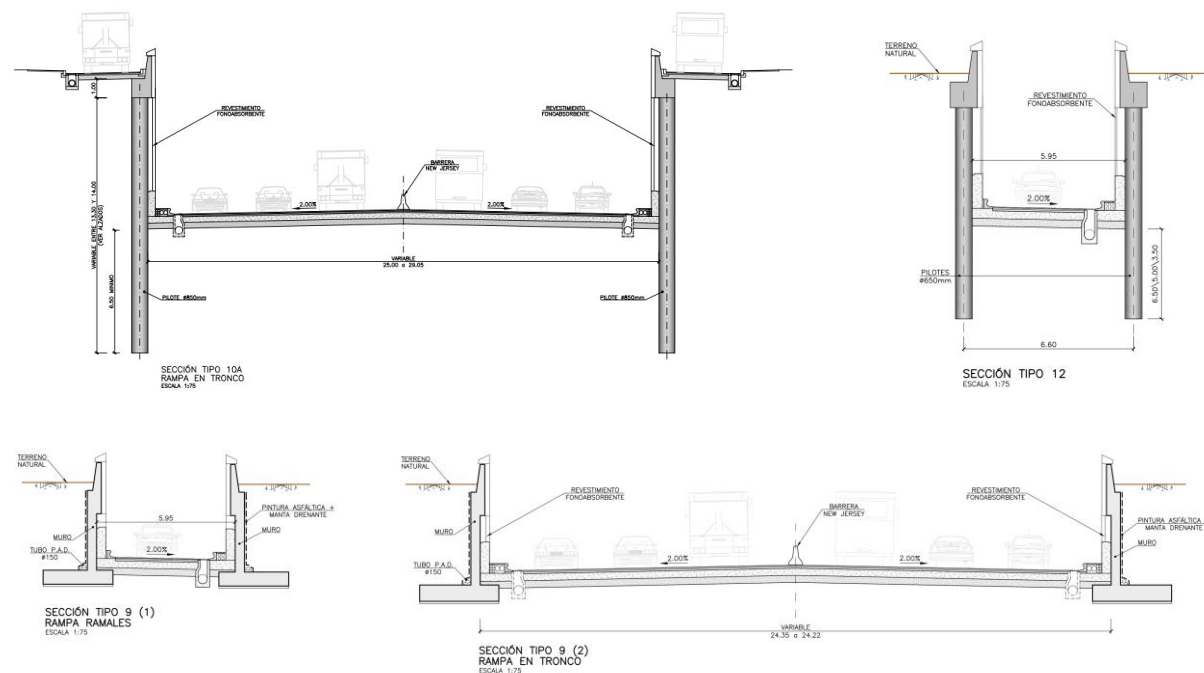 TERRENO
NATURAL
1.00
REVESTIMIENTO
FONOABSORBENTE
REVESTIMIENTO
FONOABSORBENTE
BARRERA
NEW JERSEY
2.00%
2.00%
VARIABLE ENTRE 13.30 Y 14.00
(VER ALZADOS)
6.50 MINIMO
VARIABLE
25.00 a 29.05
PILOTE ø850mm
PILOTE ø850mm
SECCIÓN TIPO 10A
RAMPA EN TRONCO
ESCALA 1:75
REVESTIMIENTO
FONOABSORBENTE
5.95
2.00%
PILOTES
ø650mm
6.50\5.00\3.50
6.60
SECCIÓN TIPO 12
ESCALA 1:75
TERRENO
NATURAL
PINTURA ASFÁLTICA +
MANTA DRENANTE
5.95
MURO
MURO
2.00%
TUBO P.A.D.
ø150
SECCIÓN TIPO 9 (1)
RAMPA RAMALES
ESCALA 1:75
TERRENO
NATURAL
REVESTIMIENTO
FONOABSORBENTE
REVESTIMIENTO
FONOABSORBENTE
BARRERA
NEW JERSEY
PINTURA ASFÁLTICA
MANTA DRENANTE
MURO
MURO
2.00%
2.00%
TUBO P.A.D.
ø150
VARIABLE
24.35 a 24.22
SECCIÓN TIPO 9 (2)
RAMPA EN TRONCO
ESCALA 1:75